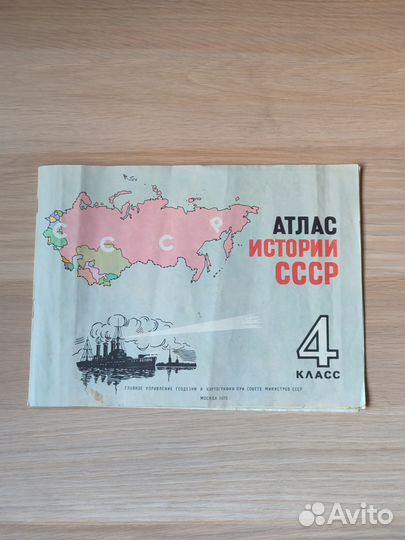 С С С Р
АТЛАС
ИСТОРИИ
СССР
4
КЛАСС
ГЛАВНОЕ УПРАВЛЕНИЕ ГЕОДЕЗИИ И КАРТОГРАФИИ ПРИ СОВЕТЕ МИНИСТРОВ СССР
МОСКВА
Avito